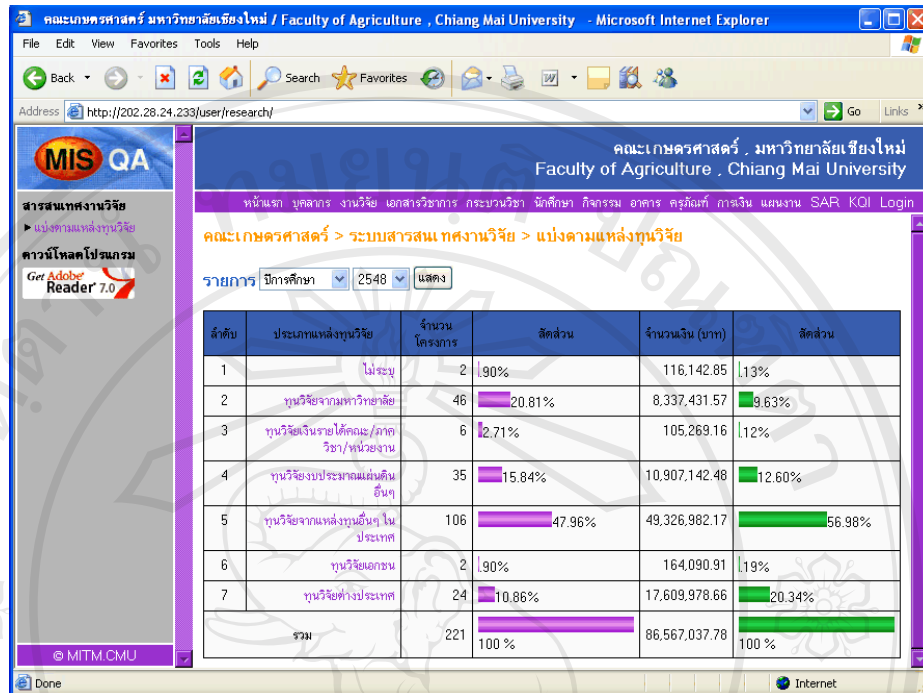 คณะเกษตรศาสตร์ มหาวิทยาลัยเชียงใหม่ / Faculty of Agriculture , Chiang Mai University - Microsoft Internet Explorer
File Edit View Favorites Tools Help
Back Search Favorites
Address http://202.28.24.233/user/research/ Go Links »
MIS QA
คณะเกษตรศาสตร์ , มหาวิทยาลัยเชียงใหม่
Faculty of Agriculture , Chiang Mai University
หน้าแรก บุคลากร งานวิจัย เอกสารวิชาการ กระบวนวิชา นักศึกษา กิจกรรม อาคาร ครุภัณฑ์ การเงิน แผนงาน SAR KQI Login
สารสนเทศงานวิจัย
แบ่งตามแหล่งทุนวิจัย
ดาวน์โหลดโปรแกรม
Get Adobe®
Reader® 7.0
คณะเกษตรศาสตร์ > ระบบสารสนเทศงานวิจัย > แบ่งตามแหล่งทุนวิจัย
รายการ ปีการศึกษา 2548 แสดง
ลำดับ ประเภทแหล่งทุนวิจัย จำนวนโครงการ สัดส่วน จำนวนเงิน (บาท) สัดส่วน
1 ไม่ระบุ 2 .90% 116,142.85 .13%
2 ทุนวิจัยจากมหาวิทยาลัย 46 20.81% 8,337,431.57 9.63%
3 ทุนวิจัยเงินรายได้คณะ/ภาค
วิชา/หน่วยงาน 6 2.71% 105,269.16 .12%
4 ทุนวิจัยงบประมาณแผ่นดิน
อื่นๆ 35 15.84% 10,907,142.48 12.60%
5 ทุนวิจัยจากแหล่งทุนอื่นๆ ใน
ประเทศ 106 47.96% 49,326,982.17 56.98%
6 ทุนวิจัยเอกชน 2 .90% 164,090.91 .19%
7 ทุนวิจัยต่างประเทศ 24 10.86% 17,609,978.66 20.34%
รวม 221 100 % 86,567,037.78 100 %
© MITM.CMU
Done Internet